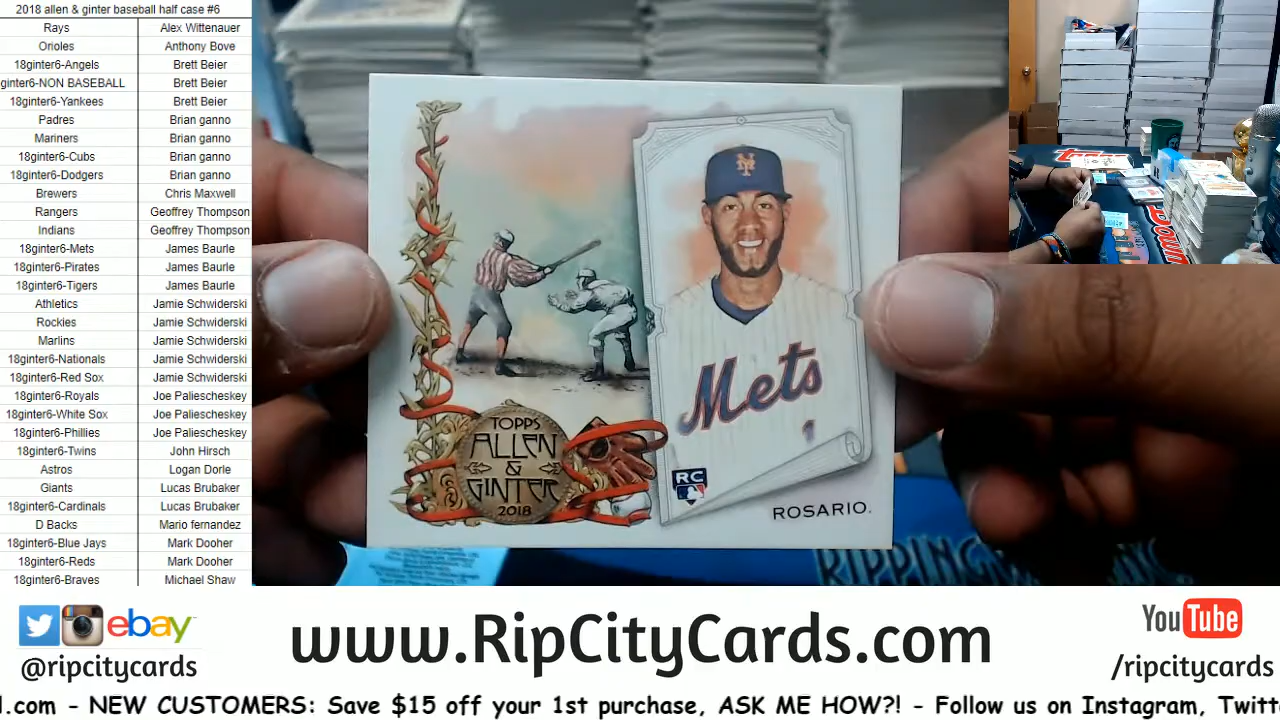 2018 allen & ginter baseball half case #6
Rays Alex Wittenauer
Orioles Anthony Bove
18ginter6-Angels Brett Beier
ginter6-NON BASEBALL Brett Beier
18ginter6-Yankees Brett Beier
Padres Brian ganno
Mariners Brian ganno
18ginter6-Cubs Brian ganno
18ginter6-Dodgers Brian ganno
Brewers Chris Maxwell
Rangers Geoffrey Thompson
Indians Geoffrey Thompson
18ginter6-Mets James Baurle
18ginter6-Pirates James Baurle
18ginter6-Tigers James Baurle
Athletics Jamie Schwiderski
Rockies Jamie Schwiderski
Marlins Jamie Schwiderski
18ginter6-Nationals Jamie Schwiderski
18ginter6-Red Sox Jamie Schwiderski
18ginter6-Royals Joe Paliescheskey
18ginter6-White Sox Joe Paliescheskey
18ginter6-Phillies Joe Paliescheskey
18ginter6-Twins John Hirsch
Astros Logan Dorle
Giants Lucas Brubaker
18ginter6-Cardinals Lucas Brubaker
D Backs Mario fernandez
18ginter6-Blue Jays Mark Dooher
18ginter6-Reds Mark Dooher
18ginter6-Braves Michael Shaw
NY
Mets
1
TOPPS
ALLEN
&
GINTER
2018
RC
ROSARIO.
RIPPING
ebay
@ripcitycards
www.RipCityCards.com
YouTube
/ripcitycards
l.com - NEW CUSTOMERS: Save $15 off your 1st purchase, ASK ME HOW?! - Follow us on Instagram, Twitt